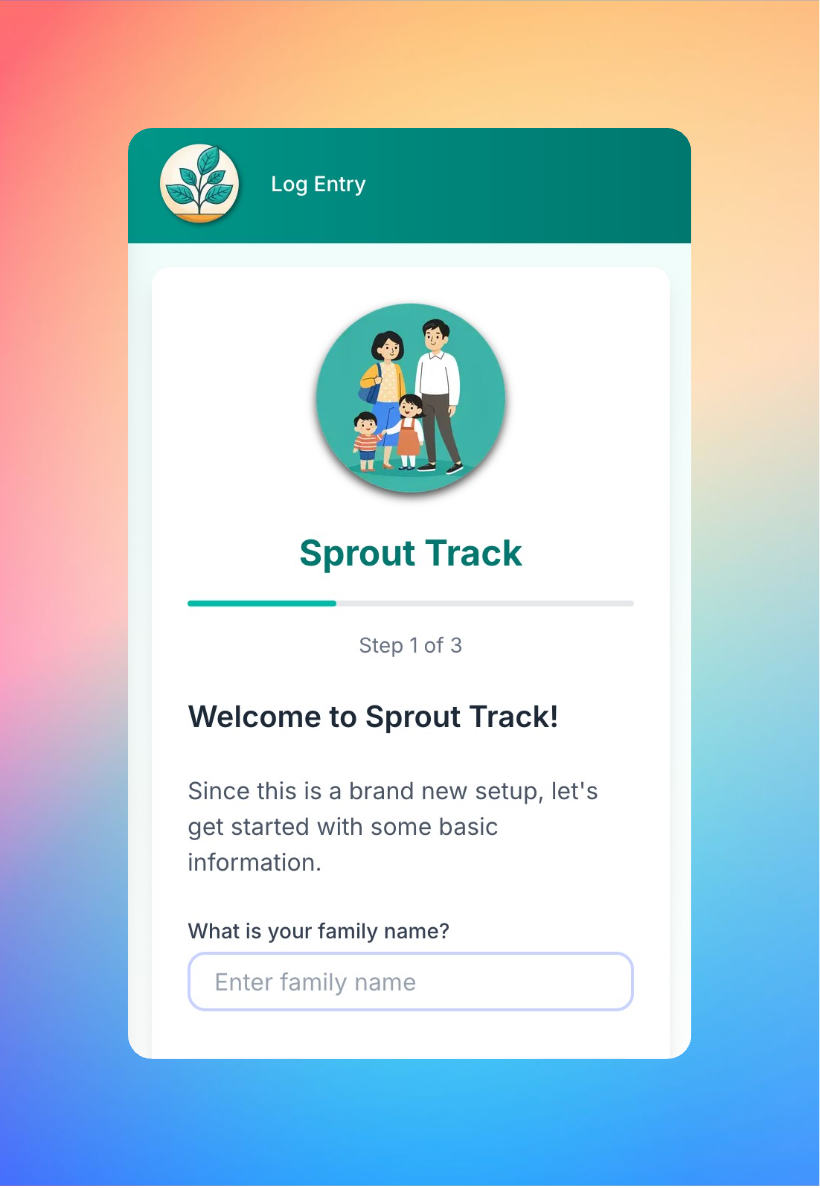 Log Entry
Sprout Track
Step 1 of 3
Welcome to Sprout Track!
Since this is a brand new setup, let's
get started with some basic
information.
What is your family name?
Enter family name